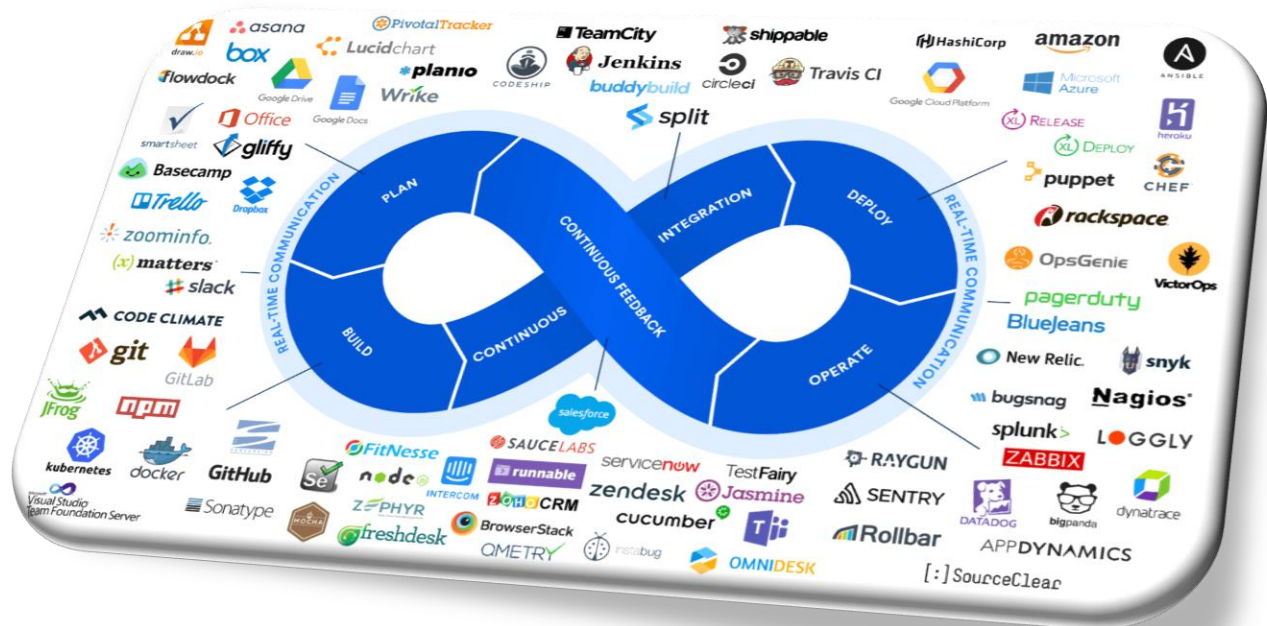 draw.io
asana
PivotalTracker
box
Lucidchart
flowdock
Google Drive
Google Docs
planio
Wrike
smartsheet
Office
gliffy
Basecamp
Trello
Dropbox
zoominfo.
(x) matters
slack
CODE CLIMATE
git
GitLab
JFrog
npm
kubernetes
docker
GitHub
Visual Studio
Team Foundation Server
Sonatype
TeamCity
shippable
CODESHIP
Jenkins
buddybuild
circleci
Travis CI
split
HashiCorp
amazon
ANSIBLE
Google Cloud Platform
Microsoft
Azure
XL RELEASE
heroku
XL DEPLOY
puppet
CHEF
rackspace
OpsGenie
VictorOps
pagerduty
BlueJeans
New Relic.
snyk
bugsnag
Nagios
splunk>
LOGGLY
ZABBIX
RAYGUN
SENTRY
DATADOG
bigpanda
dynatrace
Rollbar
APPDYNAMICS
[:]SourceClear
REAL-TIME COMMUNICATION
PLAN
BUILD
CONTINUOUS
INTEGRATION
CONTINUOUS FEEDBACK
DEPLOY
OPERATE
REAL-TIME COMMUNICATION
salesforce
FitNesse
SAUCELABS
servicenow
TestFairy
Se
node
INTERCOM
runnable
zendesk
Jasmine
MOCHA
ZEPHYR
ZOHO CRM
freshdesk
BrowserStack
cucumber
QMETRY
instabug
OMNIDESK